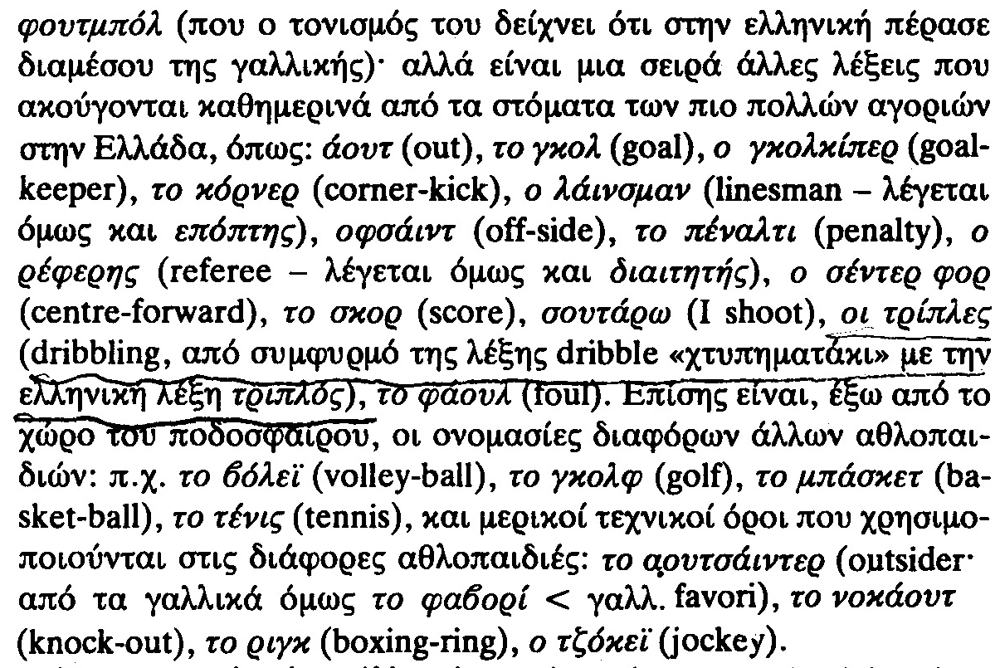 φουτμπόλ (που ο τονισμός του δείχνει ότι στην ελληνική πέρασε
διαμέσου της γαλλικής)· αλλά είναι μια σειρά άλλες λέξεις που
ακούγονται καθημερινά από τα στόματα των πιο πολλών αγοριών
στην Ελλάδα, όπως: άουτ (out), το γκολ (goal), ο γκολκίπερ (goal-
keeper), το κόρνερ (corner-kick), ο λάινσμαν (linesman – λέγεται
όμως και επόπτης), οφσάιντ (off-side), το πέναλτι (penalty), ο
ρέφερης (referee – λέγεται όμως και διαιτητής), ο σέντερ φορ
(centre-forward), το σκορ (score), σουτάρω (I shoot), οι τρίπλες
(dribbling, από συμφυρμό της λέξης dribble «χτυπηματάκι» με την
ελληνική λέξη τριπλός), το φάουλ (foul). Επίσης είναι, έξω από το
χώρο του ποδοσφαίρου, οι ονομασίες διαφόρων άλλων αθλοπαι-
διών: π.χ. το βόλεϊ (volley-ball), το γκολφ (golf), το μπάσκετ (ba-
sket-ball), το τένις (tennis), και μερικοί τεχνικοί όροι που χρησιμο-
ποιούνται στις διάφορες αθλοπαιδιές: το αουτσάιντερ (outsider·
από τα γαλλικά όμως το φαβορί < γαλλ. favori), το νοκάουτ
(knock-out), το ριγκ (boxing-ring), ο τζόκεϊ (jockey).